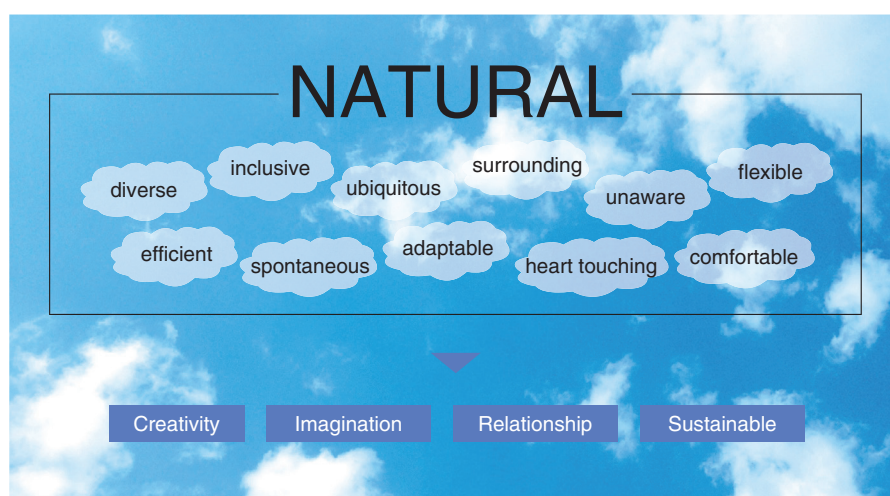 NATURAL
diverse
inclusive
ubiquitous
surrounding
unaware
flexible
efficient
spontaneous
adaptable
heart touching
comfortable
Creativity
Imagination
Relationship
Sustainable